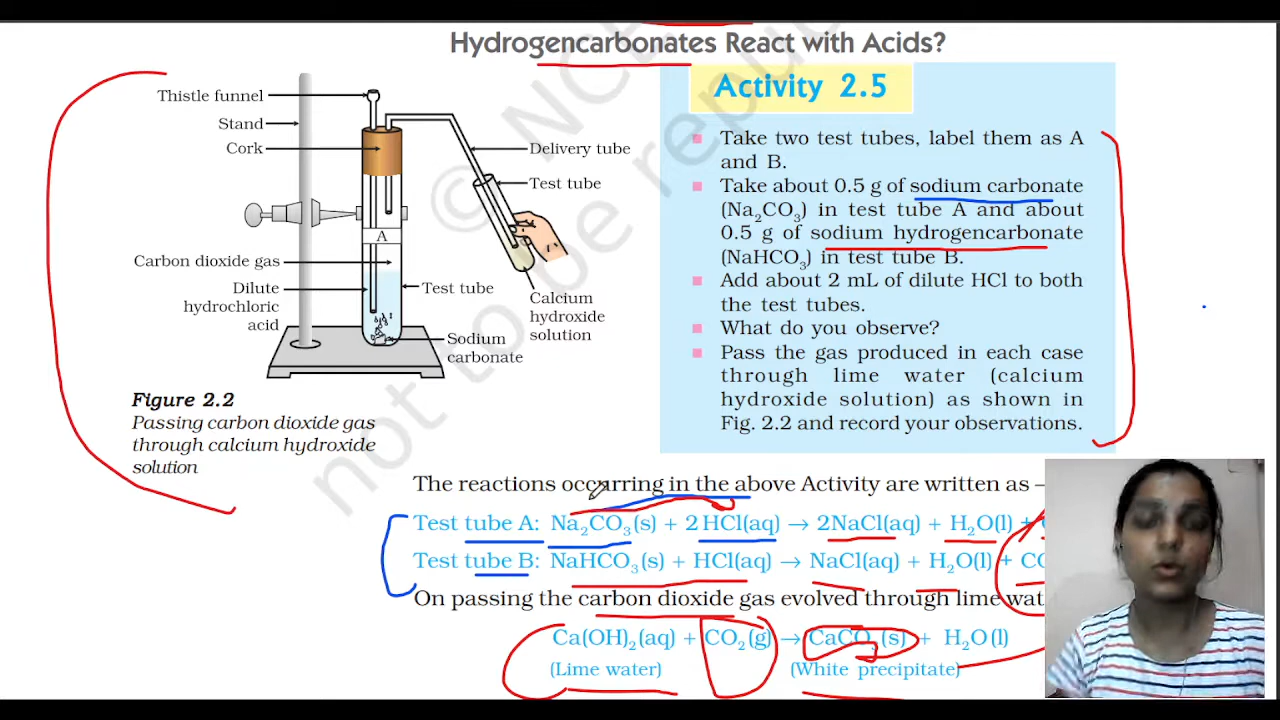 Hydrogencarbonates React with Acids?
Thistle funnel
Stand
Cork
Delivery tube
Test tube
A
Carbon dioxide gas
Dilute
hydrochloric
acid
Test tube
Calcium
hydroxide
solution
Sodium
carbonate
Figure 2.2
Passing carbon dioxide gas
through calcium hydroxide
solution
Activity 2.5
Take two test tubes, label them as A
and B.
Take about 0.5 g of sodium carbonate
(Na₂CO₃) in test tube A and about
0.5 g of sodium hydrogencarbonate
(NaHCO₃) in test tube B.
Add about 2 mL of dilute HCl to both
the test tubes.
What do you observe?
Pass the gas produced in each case
through lime water (calcium
hydroxide solution) as shown in
Fig. 2.2 and record your observations.
The reactions occurring in the above Activity are written as –
Test tube A: Na₂CO₃(s) + 2HCl(aq) → 2NaCl(aq) + H₂O(l) +
Test tube B: NaHCO₃(s) + HCl(aq) → NaCl(aq) + H₂O(l) + CO
On passing the carbon dioxide gas evolved through lime
Ca(OH)₂(aq) + CO₂(g) → CaCO₃(s) + H₂O(l)
(Lime water) (White precipitate)
© not to be